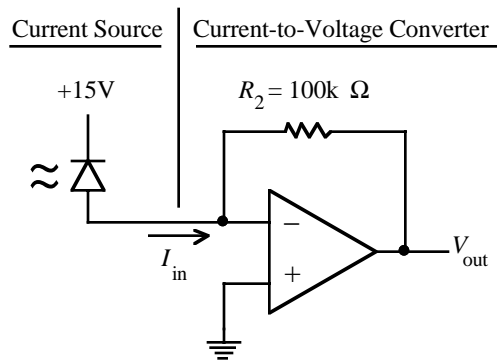 Current Source
Current-to-Voltage Converter
+15V
R2 = 100k Ω
≈
−
+
Iin
Vout